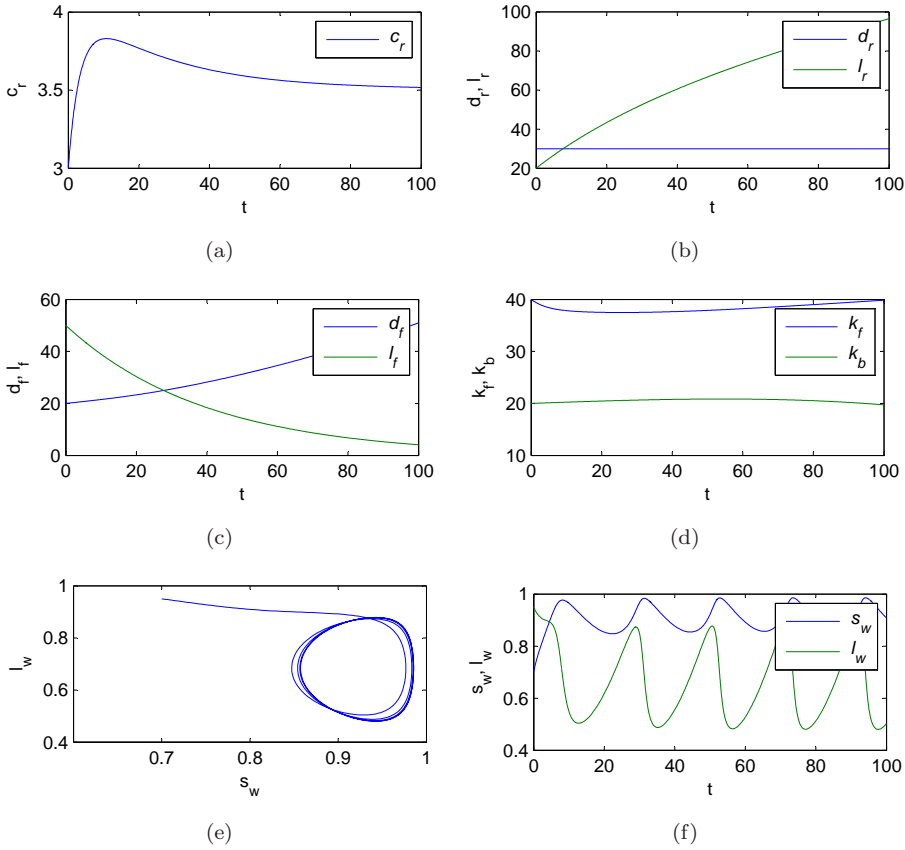 4
3.5
3
c_r
0
20
40
60
80
100
t
c_r
(a)
100
80
60
40
20
d_r, l_r
0
20
40
60
80
100
t
d_r
l_r
(b)
60
40
20
0
d_f, l_f
0
20
40
60
80
100
t
d_f
l_f
(c)
40
30
20
10
k_f, k_b
0
20
40
60
80
100
t
k_f
k_b
(d)
1
0.8
0.6
0.4
l_w
0.7
0.8
0.9
1
s_w
(e)
1
0.8
0.6
0.4
s_w, l_w
0
20
40
60
80
100
t
s_w
l_w
(f)